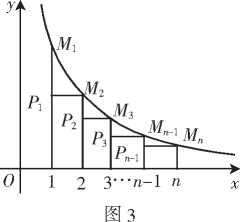 y
M₁
M₂
M₃
Mₙ₋₁
Mₙ
P₁
P₂
P₃
Pₙ₋₁
O 1 2 3 ⋯ n-1 n x
图 3